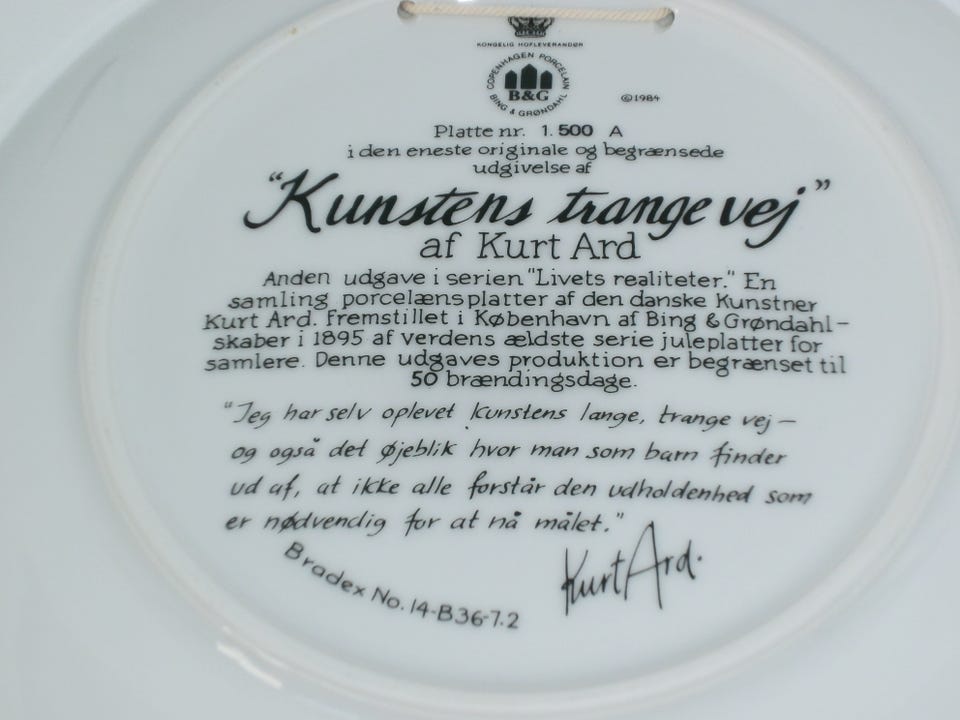 KONGELIG HOFLEVERANDØR
COPENHAGEN PORCELAIN
B&G
BING & GRØNDAHL
©1984
Platte nr. 1.500 A
i den eneste originale og begrænsede
udgivelse af
"Kunstens trange vej"
af Kurt Ard
Anden udgave i serien "Livets realiteter." En
samling porcelænsplatter af den danske Kunstner
Kurt Ard. Fremstillet i København af Bing & Grøndahl -
skaber i 1895 af verdens ældste serie juleplatter for
samlere. Denne udgaves produktion er begrænset til
50 brændingsdage.
"Jeg har selv oplevet kunstens lange, trange vej —
og også det øjeblik hvor man som barn finder
ud af, at ikke alle forstår den udholdenhed som
er nødvendig for at nå målet."
Kurt Ard.
Bradex No. 14-B36-7.2